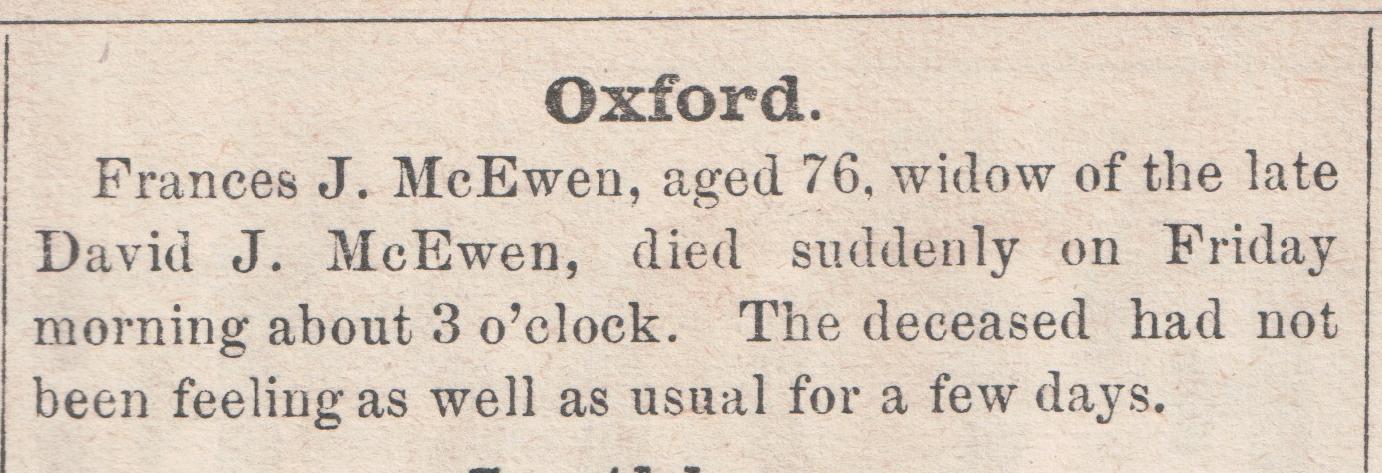 Oxford.
Frances J. McEwen, aged 76, widow of the late
David J. McEwen, died suddenly on Friday
morning about 3 o'clock. The deceased had not
been feeling as well as usual for a few days.